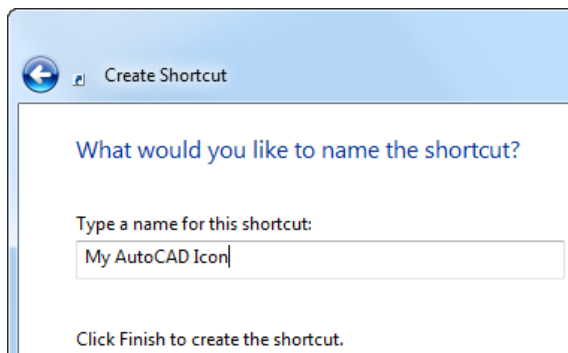 Create Shortcut
What would you like to name the shortcut?
Type a name for this shortcut:
My AutoCAD Icon
Click Finish to create the shortcut.